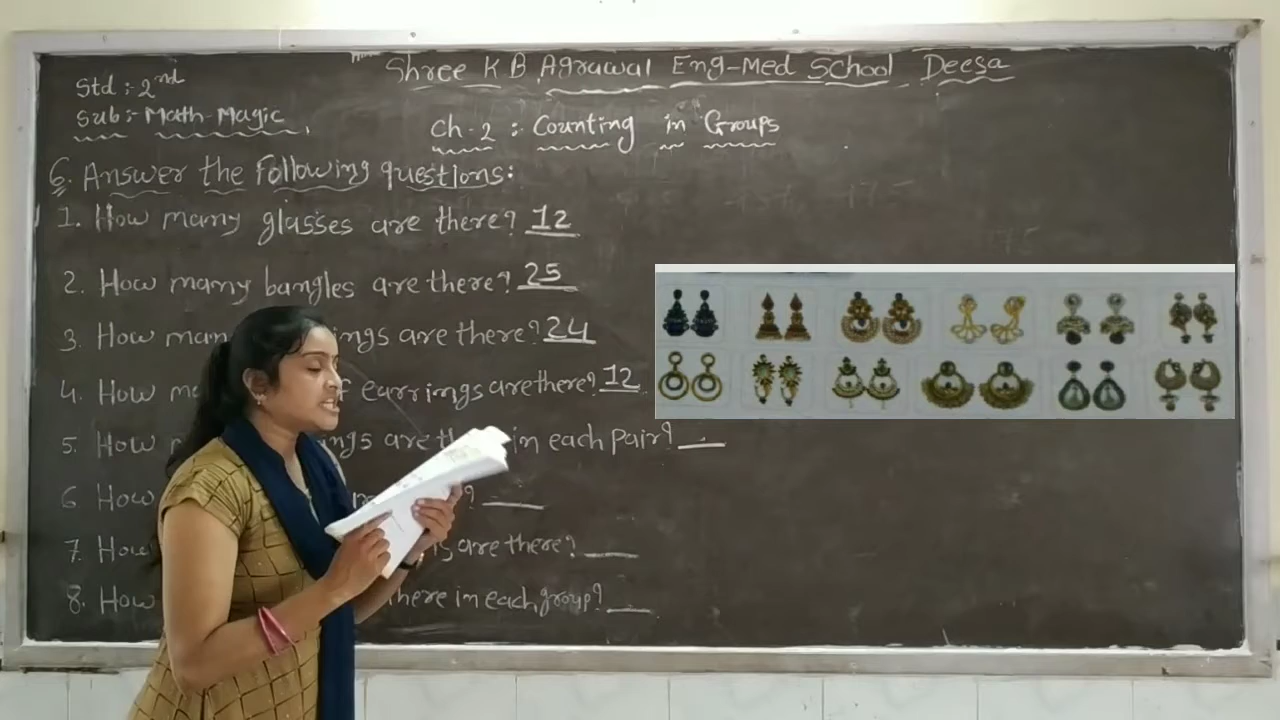 Shree K B Agrawal Eng-Med School Deesa
Std :- 2nd
Sub:- Math-Magic
Ch-2 : Counting in Groups
6. Answer the Following questions:
1. How many glasses are there? 12
2. How many bangles are there? 25
3. How man ings are there? 24
4. How earrings are there? 12
5. How ings are in each pair?
6 How ?
7. How are there?
8. How here in each group?